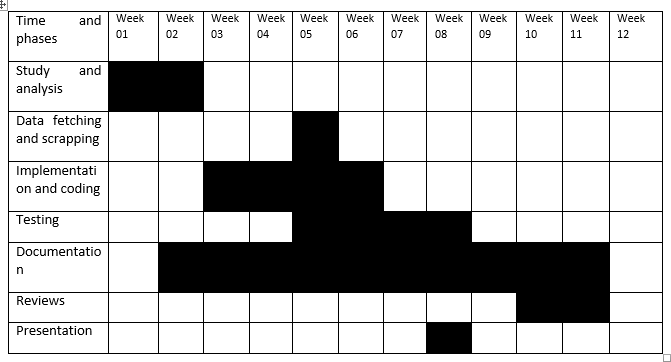 Time and
phases
Week
01
Week
02
Week
03
Week
04
Week
05
Week
06
Week
07
Week
08
Week
09
Week
10
Week
11
Week
12
Study and
analysis
Data fetching
and scrapping
Implementati
on and coding
Testing
Documentatio
n
Reviews
Presentation